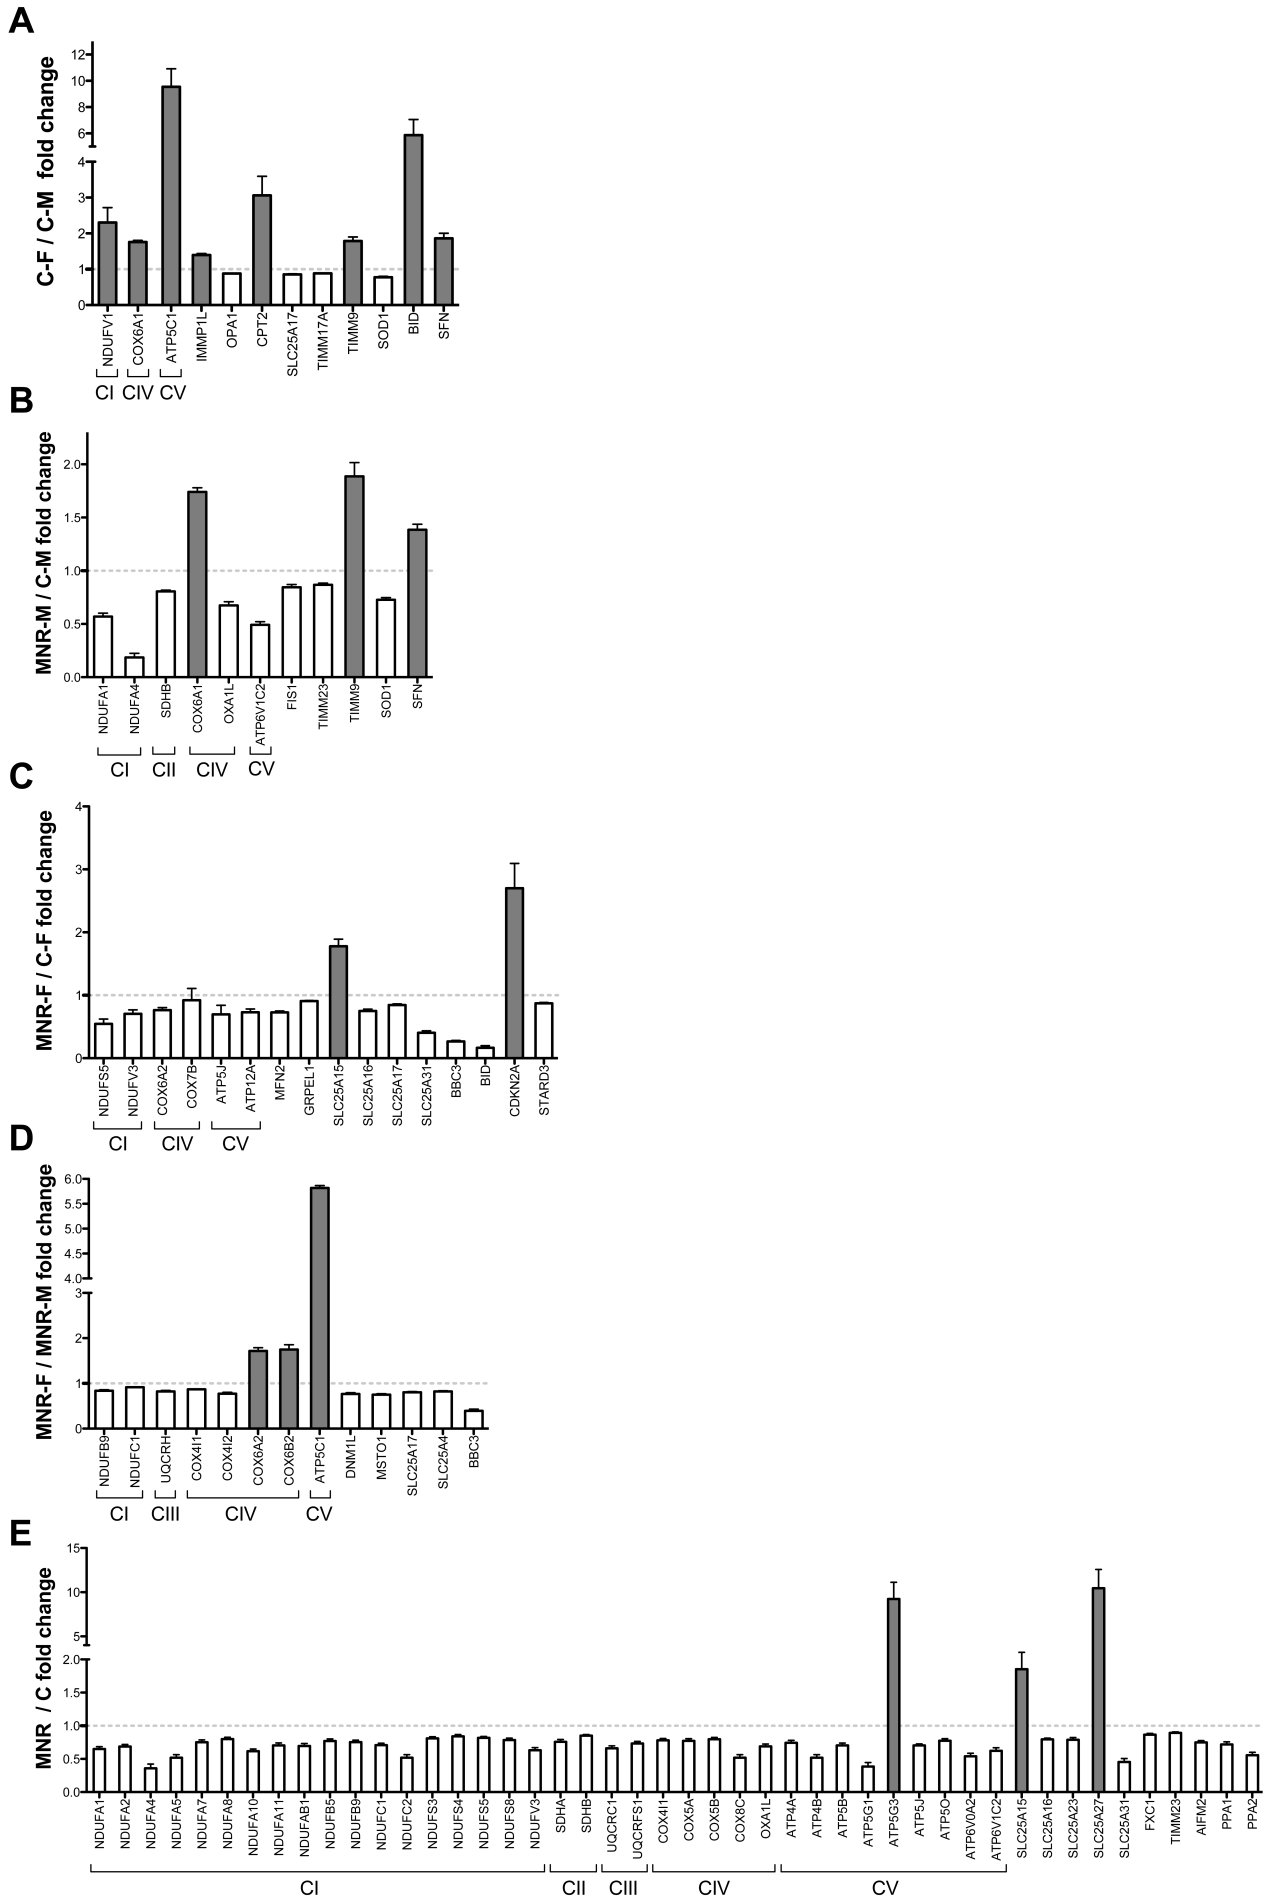 A
C-F / C-M fold change
12
10
8
6
4
3
2
1
0
NDUFV1
COX6A1
ATP5C1
IMMP1L
OPA1
CPT2
SLC25A17
TIMM17A
TIMM9
SOD1
BID
SFN
CI CIV CV
B
MNR-M / C-M fold change
2.0
1.5
1.0
0.5
0.0
NDUFA1
NDUFA4
SDHB
COX6A1
OXA1L
ATP6V1C2
FIS1
TIMM23
TIMM9
SOD1
SFN
CI CII CIV CV
C
MNR-F / C-F fold change
4
3
2
1
0
NDUFS5
NDUFV3
COX6A2
COX7B
ATP5J
ATP12A
MFN2
GRPEL1
SLC25A15
SLC25A16
SLC25A17
SLC25A31
BBC3
BID
CDKN2A
STARD3
CI CIV CV
D
MNR-F / MNR-M fold change
6.0
5.5
5.0
4.5
4.0
3
2
1
0
NDUFB9
NDUFC1
UQCRH
COX4I1
COX4I2
COX6A2
COX6B2
ATP5C1
DNM1L
MSTO1
SLC25A17
SLC25A4
BBC3
CI CIII CIV CV
E
MNR / C fold change
15
10
5
2.0
1.5
1.0
0.5
0.0
NDUFA1
NDUFA2
NDUFA4
NDUFA5
NDUFA7
NDUFA8
NDUFA10
NDUFA11
NDUFAB1
NDUFB5
NDUFB9
NDUFC1
NDUFC2
NDUFS3
NDUFS4
NDUFS5
NDUFS8
NDUFV3
SDHA
SDHB
UQCRC1
UQCRFS1
COX4I1
COX5A
COX5B
COX8C
OXA1L
ATP4A
ATP4B
ATP5B
ATP5G1
ATP5G3
ATP5J
ATP5O
ATP6V0A2
ATP6V1C2
SLC25A15
SLC25A16
SLC25A23
SLC25A27
SLC25A31
FXC1
TIMM23
AIFM2
PPA1
PPA2
CI CII CIII CIV CV